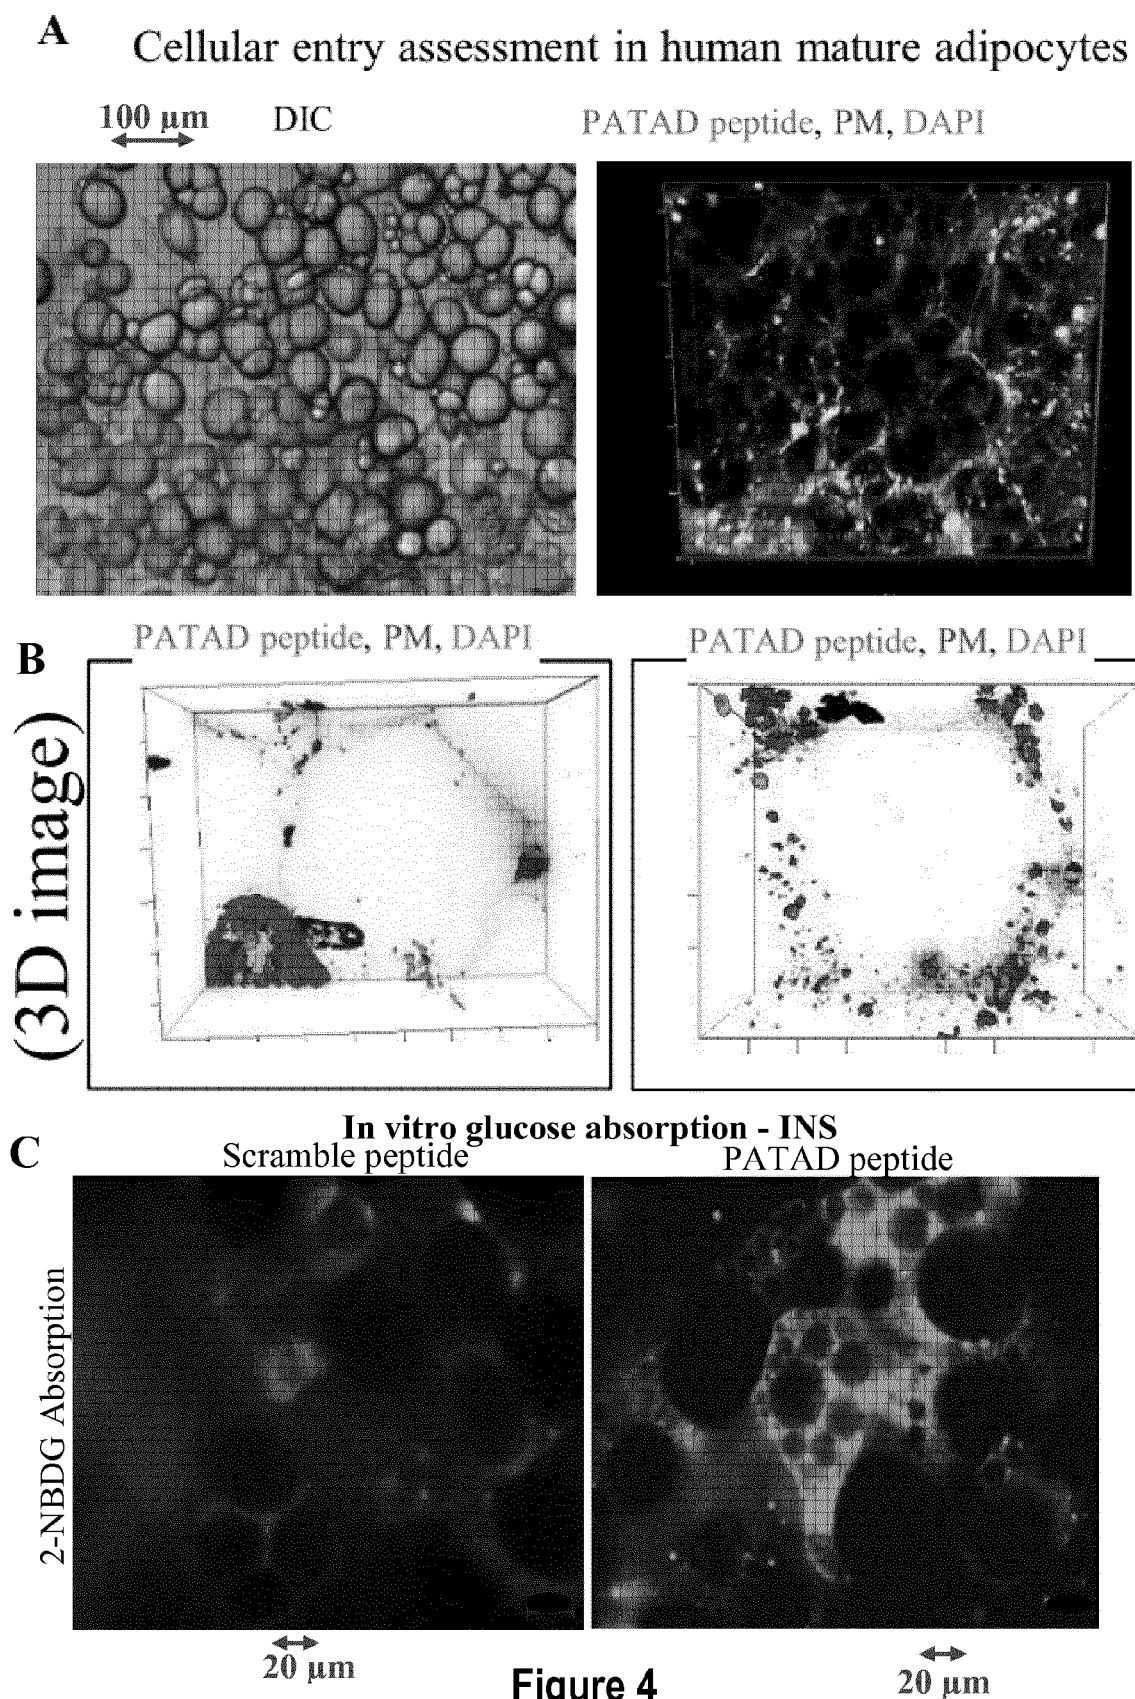 A
Cellular entry assessment in human mature adipocytes
100 µm
DIC
PATAD peptide, PM, DAPI
B
(3D image)
PATAD peptide, PM, DAPI
PATAD peptide, PM, DAPI
In vitro glucose absorption - INS
C
Scramble peptide
PATAD peptide
2-NBDG Absorption
20 µm
20 µm
Figure 4